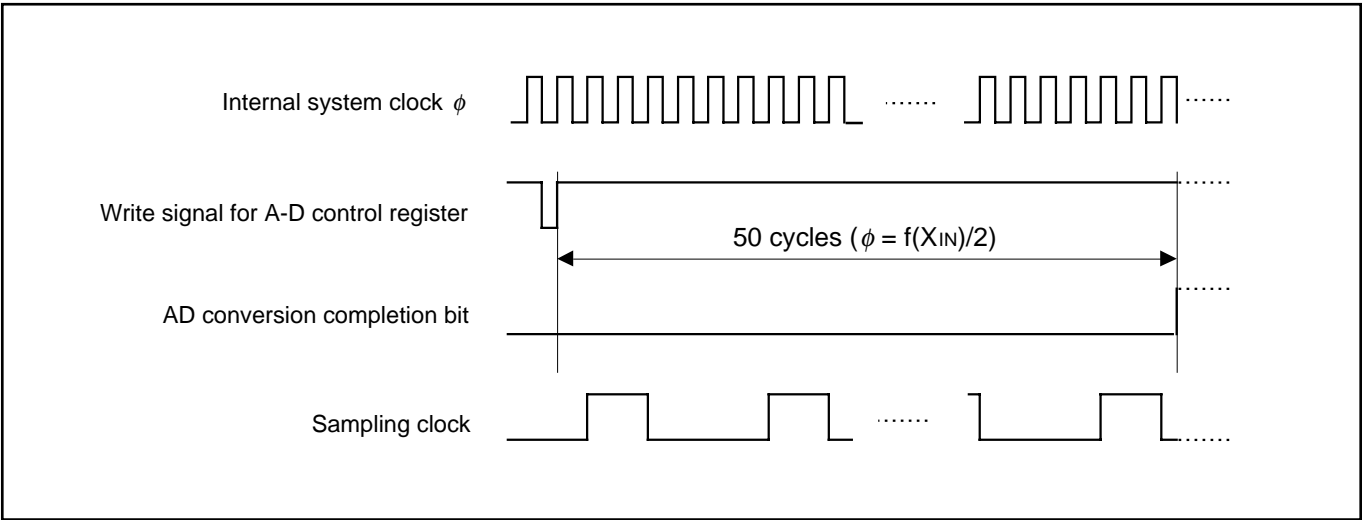 Internal system clock ϕ
.......
......
Write signal for A-D control register
.......
50 cycles ( ϕ = f(XIN)/2)
.......
AD conversion completion bit
Sampling clock
.......
.......